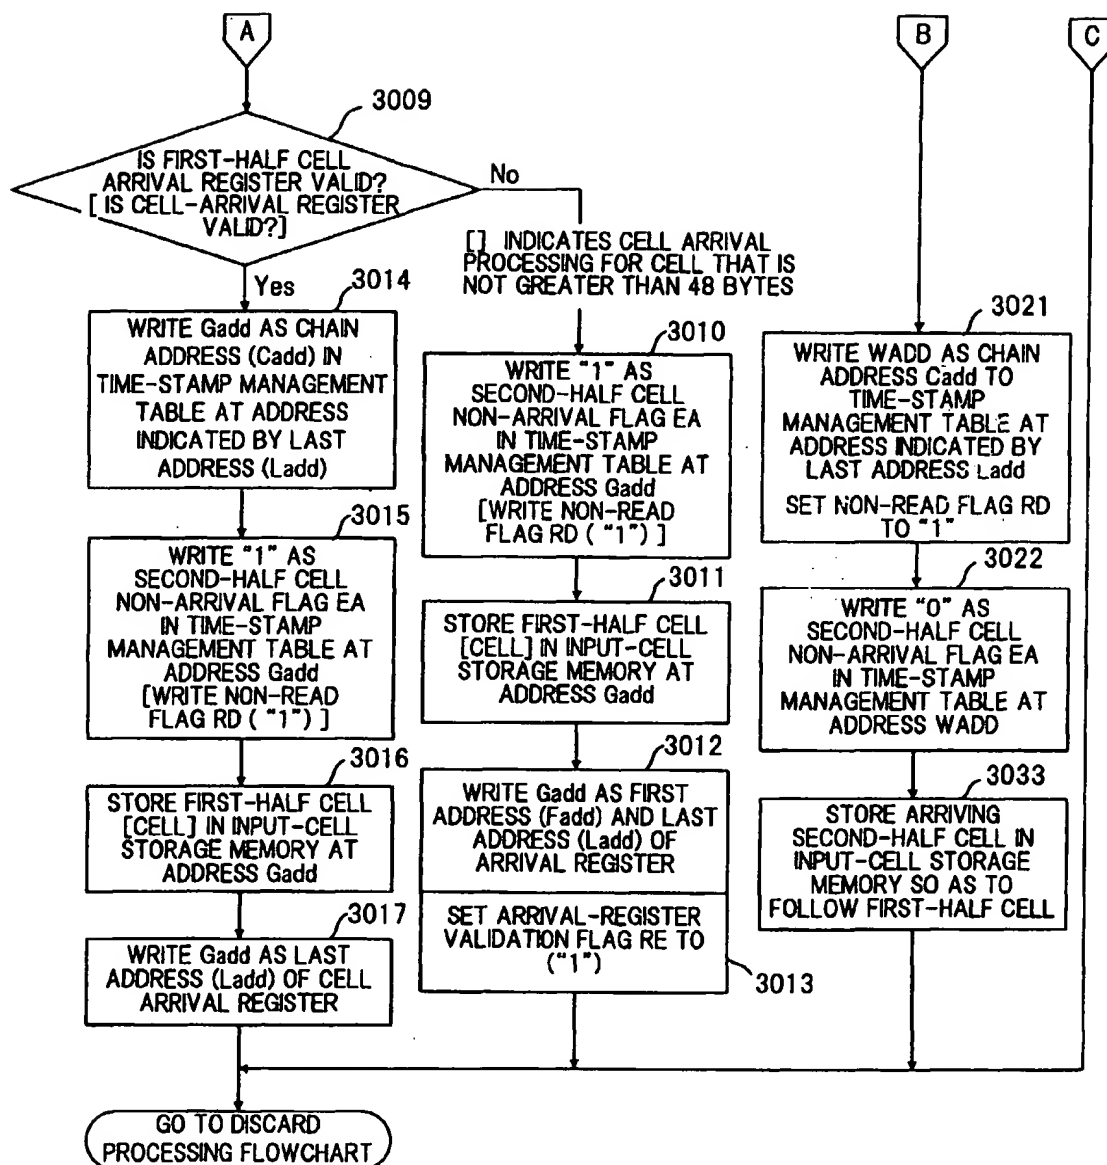 A
B
C
3009
IS FIRST-HALF CELL
ARRIVAL REGISTER VALID?
[ IS CELL-ARRIVAL REGISTER
VALID?]
No
Yes
[] INDICATES CELL ARRIVAL
PROCESSING FOR CELL THAT IS
NOT GREATER THAN 48 BYTES
3014
WRITE Gadd AS CHAIN
ADDRESS (Cadd) IN
TIME-STAMP MANAGEMENT
TABLE AT ADDRESS
INDICATED BY LAST
ADDRESS (Ladd)
3015
WRITE "1" AS
SECOND-HALF CELL
NON-ARRIVAL FLAG EA
IN TIME-STAMP
MANAGEMENT TABLE AT
ADDRESS Gadd
[WRITE NON-READ
FLAG RD ( "1") ]
3016
STORE FIRST-HALF CELL
[CELL] IN INPUT-CELL
STORAGE MEMORY AT
ADDRESS Gadd
3017
WRITE Gadd AS LAST
ADDRESS (Ladd) OF CELL
ARRIVAL REGISTER
3010
WRITE "1" AS
SECOND-HALF CELL
NON-ARRIVAL FLAG EA
IN TIME-STAMP
MANAGEMENT TABLE AT
ADDRESS Gadd
[WRITE NON-READ
FLAG RD ( "1") ]
3011
STORE FIRST-HALF CELL
[CELL] IN INPUT-CELL
STORAGE MEMORY AT
ADDRESS Gadd
3012
WRITE Gadd AS FIRST
ADDRESS (Fadd) AND LAST
ADDRESS (Ladd) OF
ARRIVAL REGISTER
SET ARRIVAL-REGISTER
VALIDATION FLAG RE TO
("1")
3013
3021
WRITE WADD AS CHAIN
ADDRESS Cadd TO
TIME-STAMP
MANAGEMENT TABLE AT
ADDRESS INDICATED BY
LAST ADDRESS Ladd
SET NON-READ FLAG RD
TO "1"
3022
WRITE "0" AS
SECOND-HALF CELL
NON-ARRIVAL FLAG EA
IN TIME-STAMP
MANAGEMENT TABLE AT
ADDRESS WADD
3033
STORE ARRIVING
SECOND-HALF CELL IN
INPUT-CELL STORAGE
MEMORY SO AS TO
FOLLOW FIRST-HALF CELL
GO TO DISCARD
PROCESSING FLOWCHART